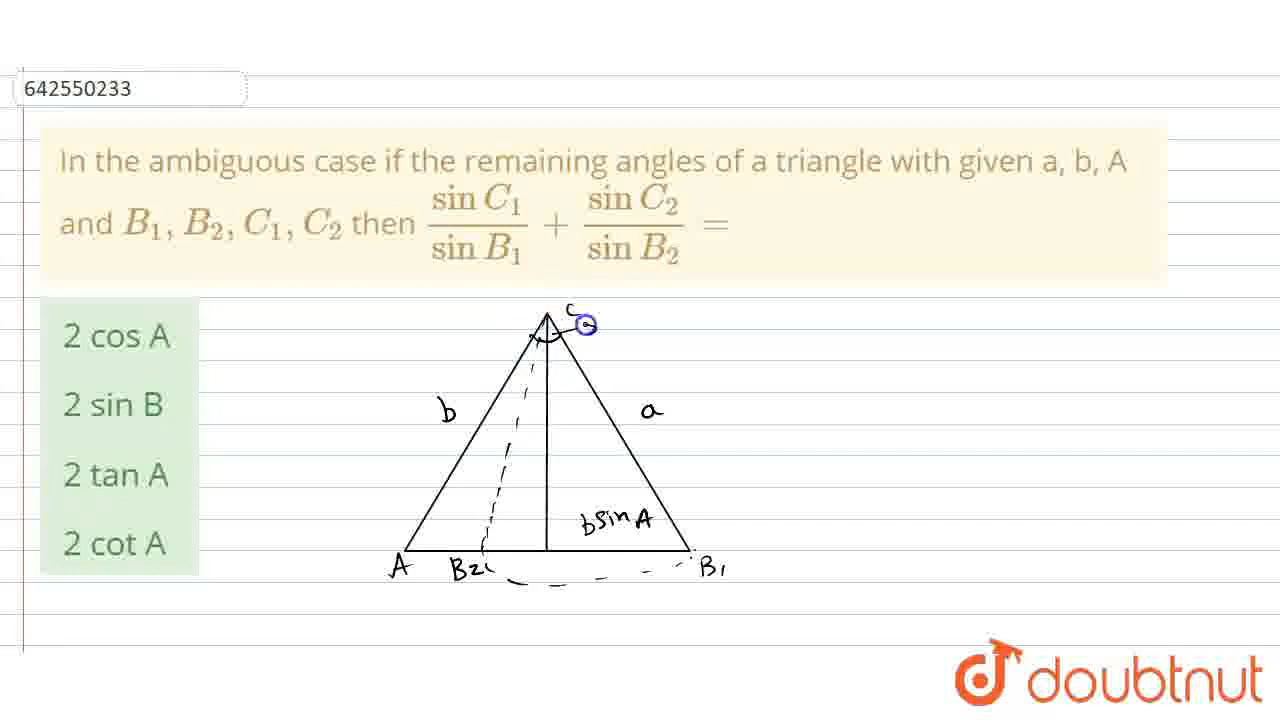 642550233
In the ambiguous case if the remaining angles of a triangle with given a, b, A
and B₁, B₂, C₁, C₂ then sin C₁ / sin B₁ + sin C₂ / sin B₂ =
2 cos A
2 sin B
2 tan A
2 cot A
C
b
a
b sin A
A
B2
B1
doubtnut